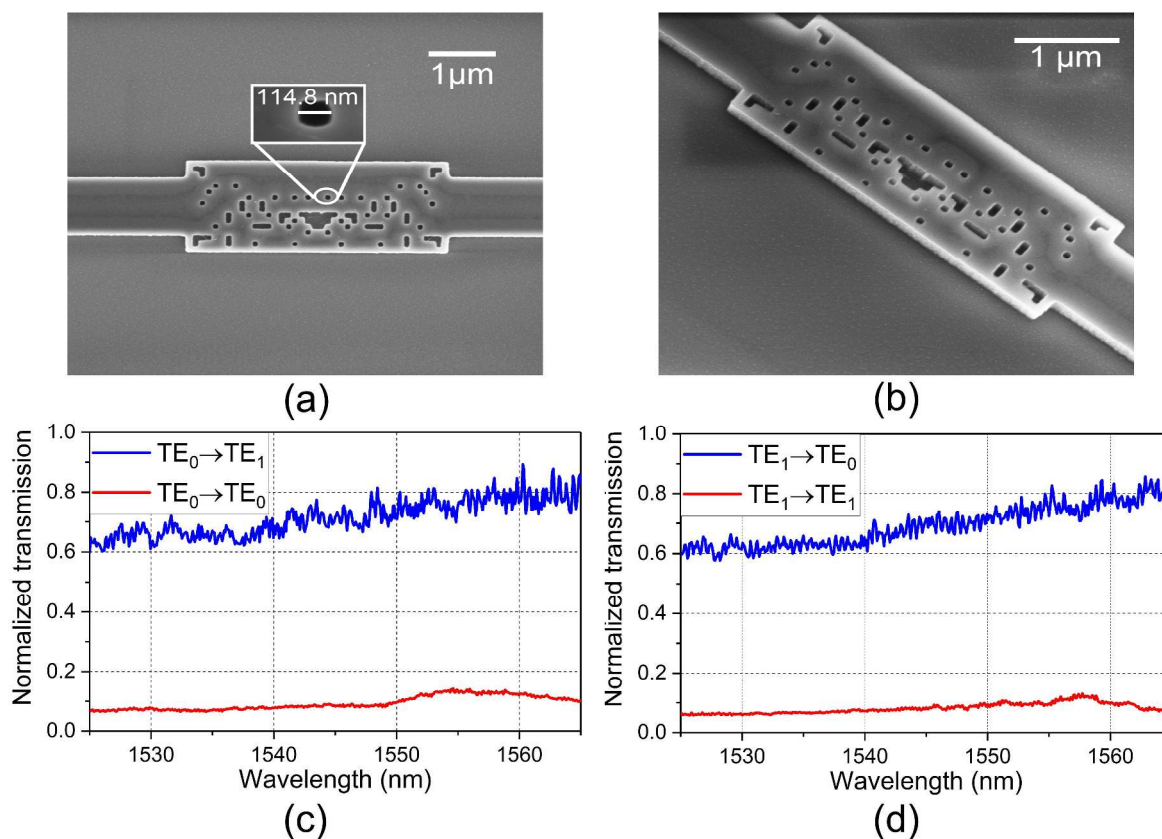 1μm
114.8 nm
1 μm
(a)
(b)
1.0
0.8
0.6
0.4
0.2
0.0
Normalized transmission
TE₀→TE₁
TE₀→TE₀
1530
1540
1550
1560
Wavelength (nm)
(c)
1.0
0.8
0.6
0.4
0.2
0.0
Normalized transmission
TE₁→TE₀
TE₁→TE₁
1530
1540
1550
1560
Wavelength (nm)
(d)